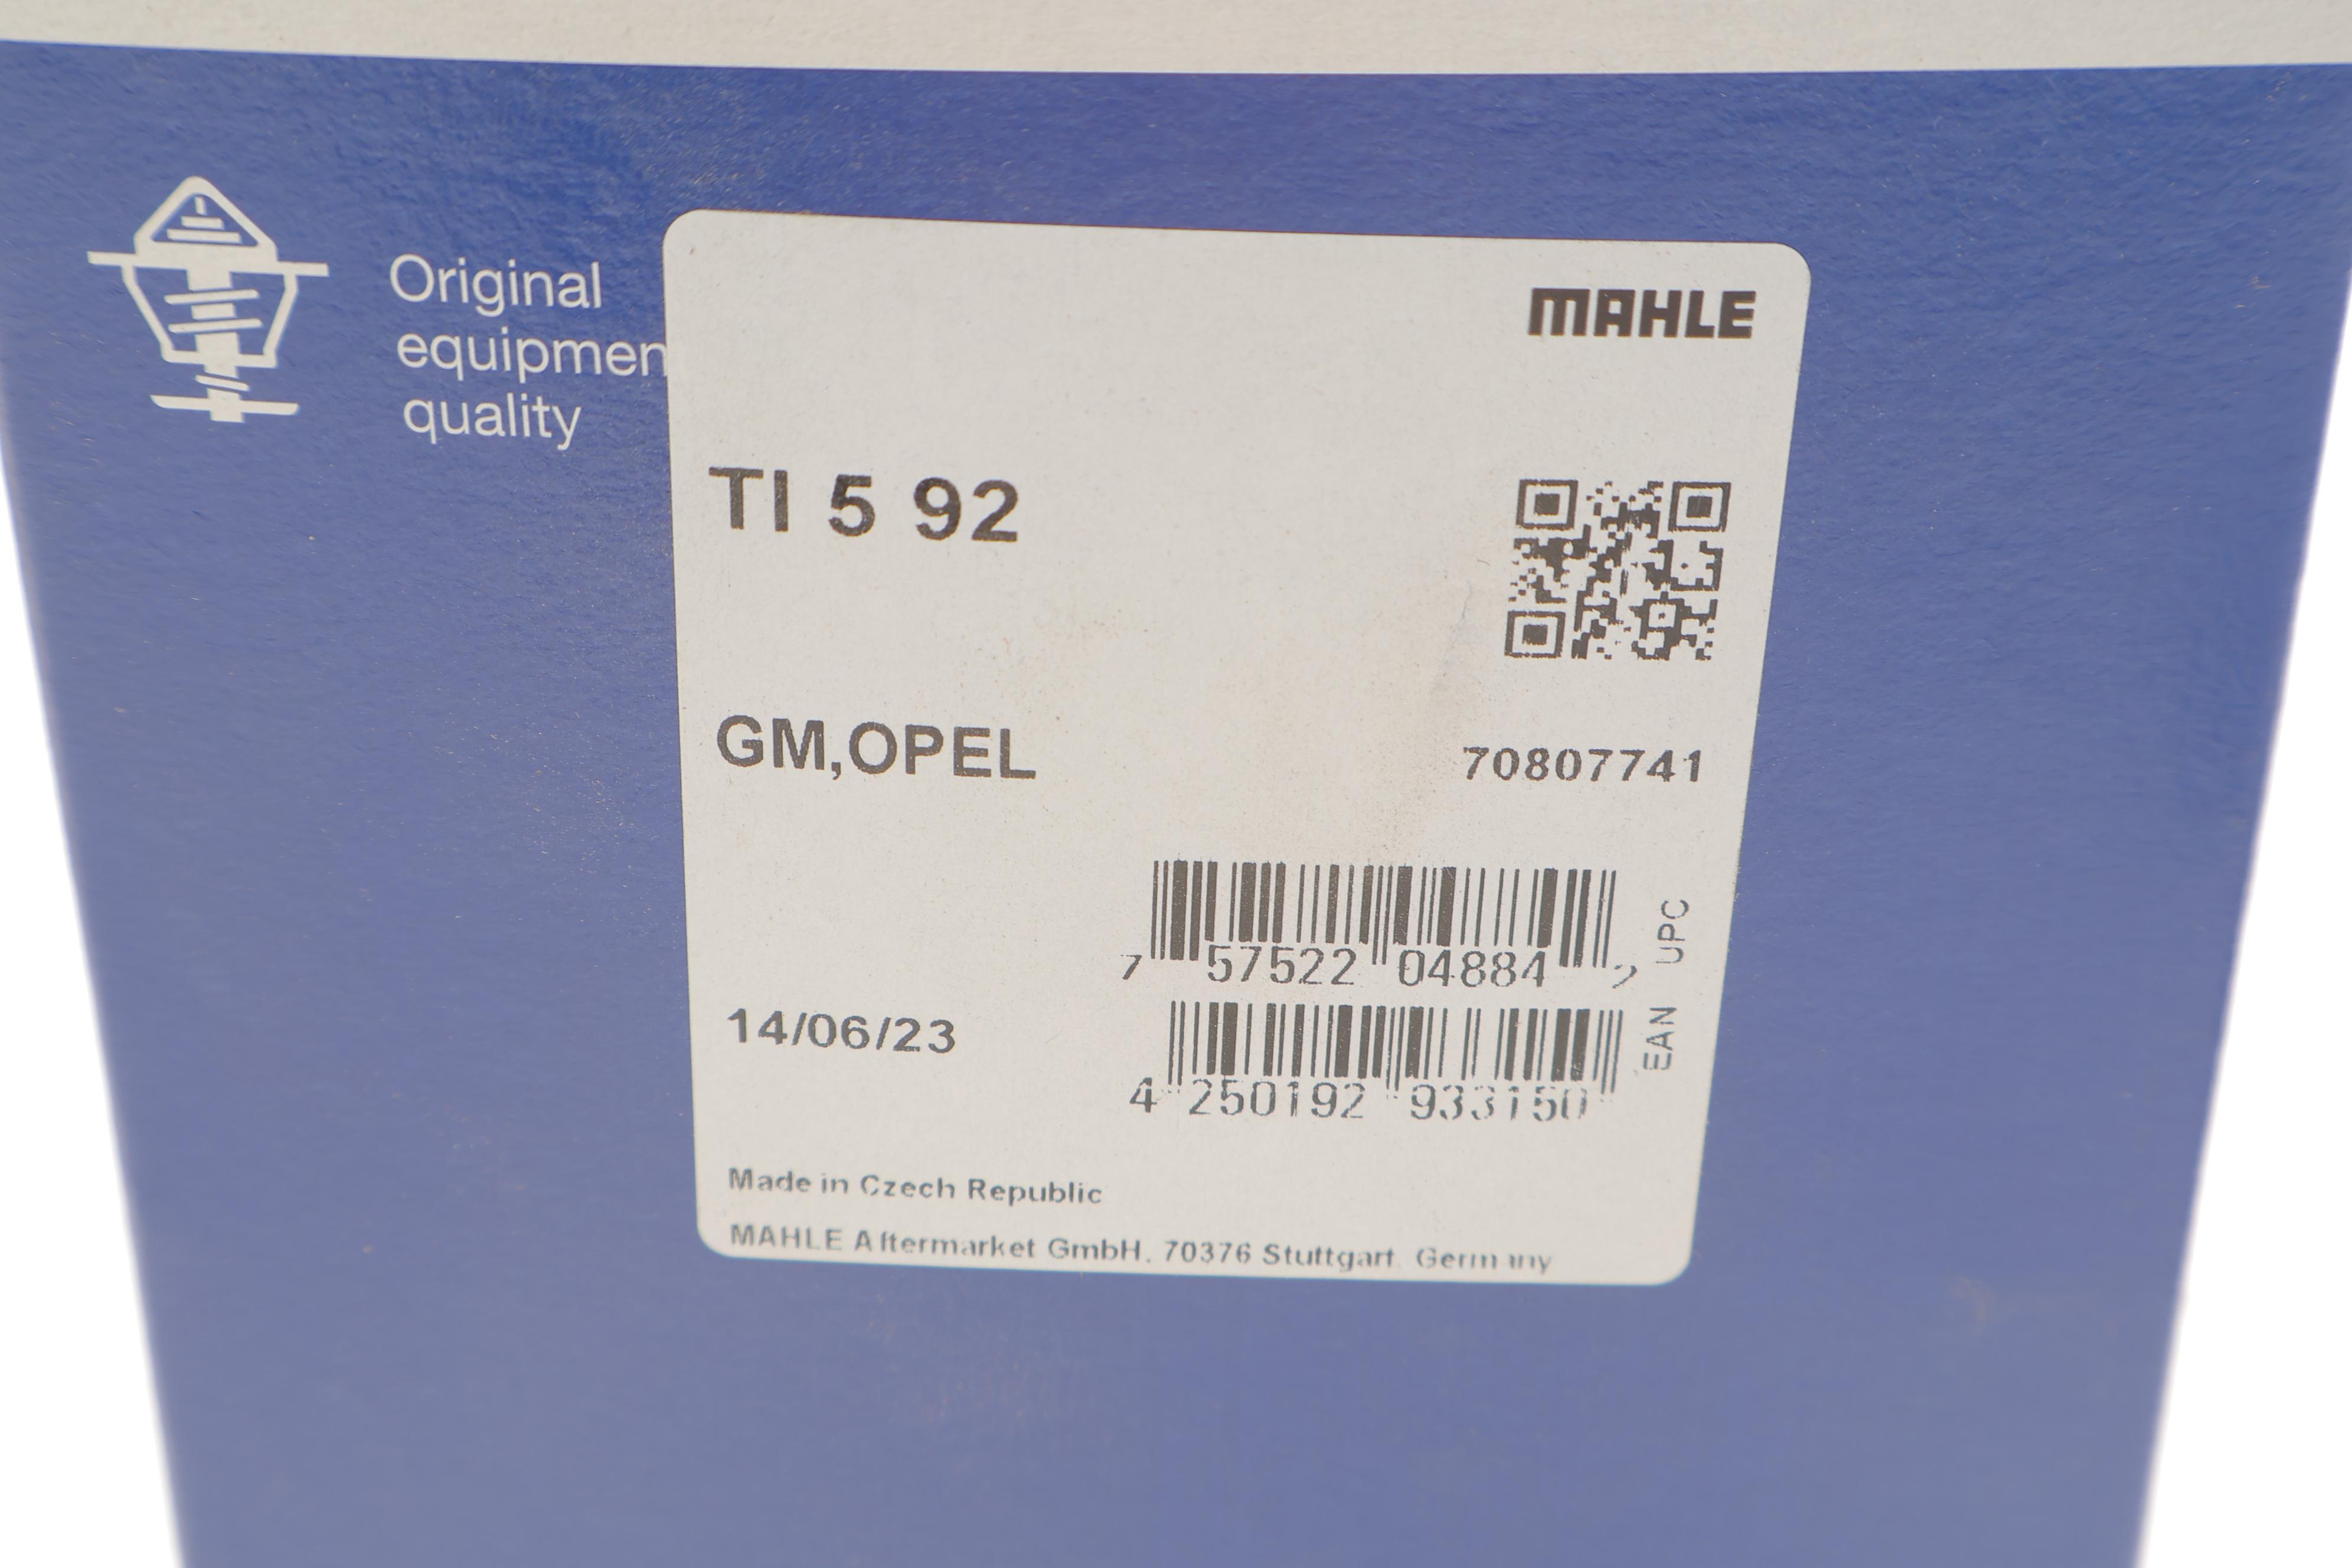 Original
equipmen
quality
MAHLE
TI 5 92
GM,OPEL
70807741
7 57522 04884 2
UPC
14/06/23
4 250192 933150
EAN
Made in Czech Republic
MAHLE Aftermarket GmbH, 70376 Stuttgart, Germany